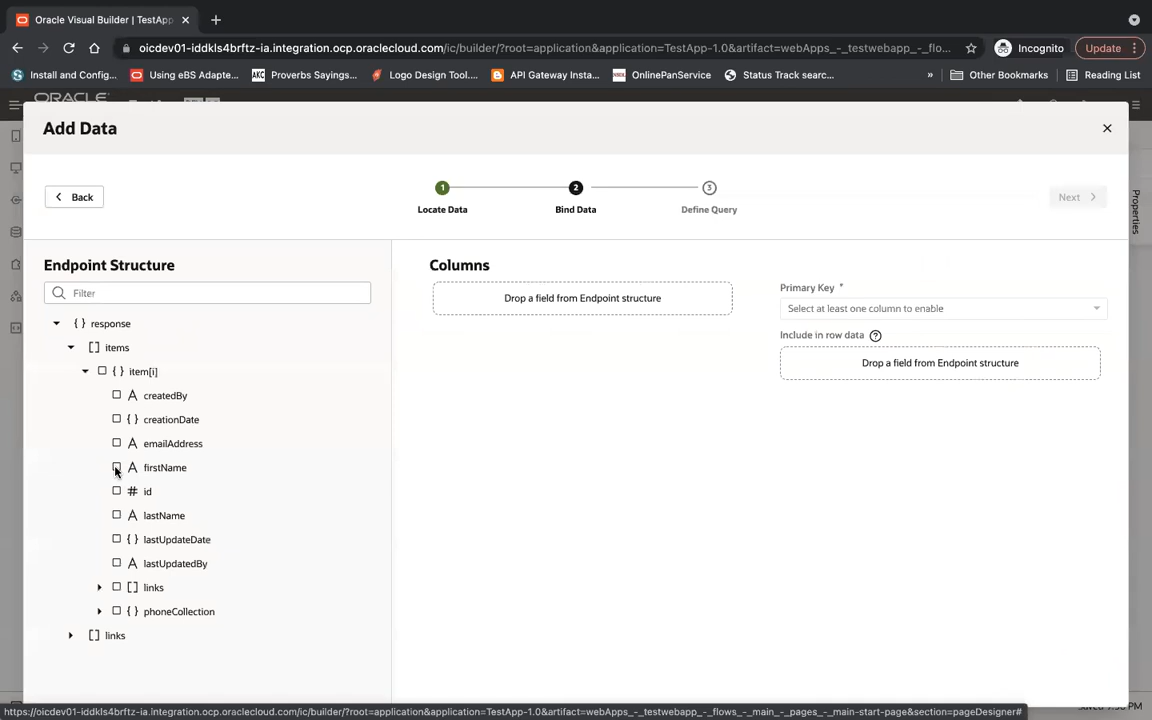 Oracle Visual Builder | TestApp
oicdev01-iddkls4brftz-ia.integration.ocp.oraclecloud.com/ic/builder/?root=application&application=TestApp-1.0&artifact=webApps_-_testwebapp_-_flo...
Incognito
Update
Install and Config...
Using eBS Adapte...
AKC
Proverbs Sayings...
Logo Design Tool....
API Gateway Insta...
OnlinePanService
Status Track searc...
»
Other Bookmarks
Reading List
ORACLE
Add Data
Back
1
2
3
Next
Locate Data
Bind Data
Define Query
Properties
Endpoint Structure
Filter
{ } response
[ ] items
{ } item[i]
A createdBy
{ } creationDate
A emailAddress
A firstName
# id
A lastName
{ } lastUpdateDate
A lastUpdatedBy
[ ] links
{ } phoneCollection
[ ] links
Columns
Drop a field from Endpoint structure
Primary Key *
Select at least one column to enable
Include in row data ?
Drop a field from Endpoint structure
https://oicdev01-iddkls4brftz-ia.integration.ocp.oraclecloud.com/ic/builder/?root=application&application=TestApp-1.0&artifact=webApps_-_testwebapp_-_flows_-_main_-_pages_-_main-start-page&section=pageDesigner#